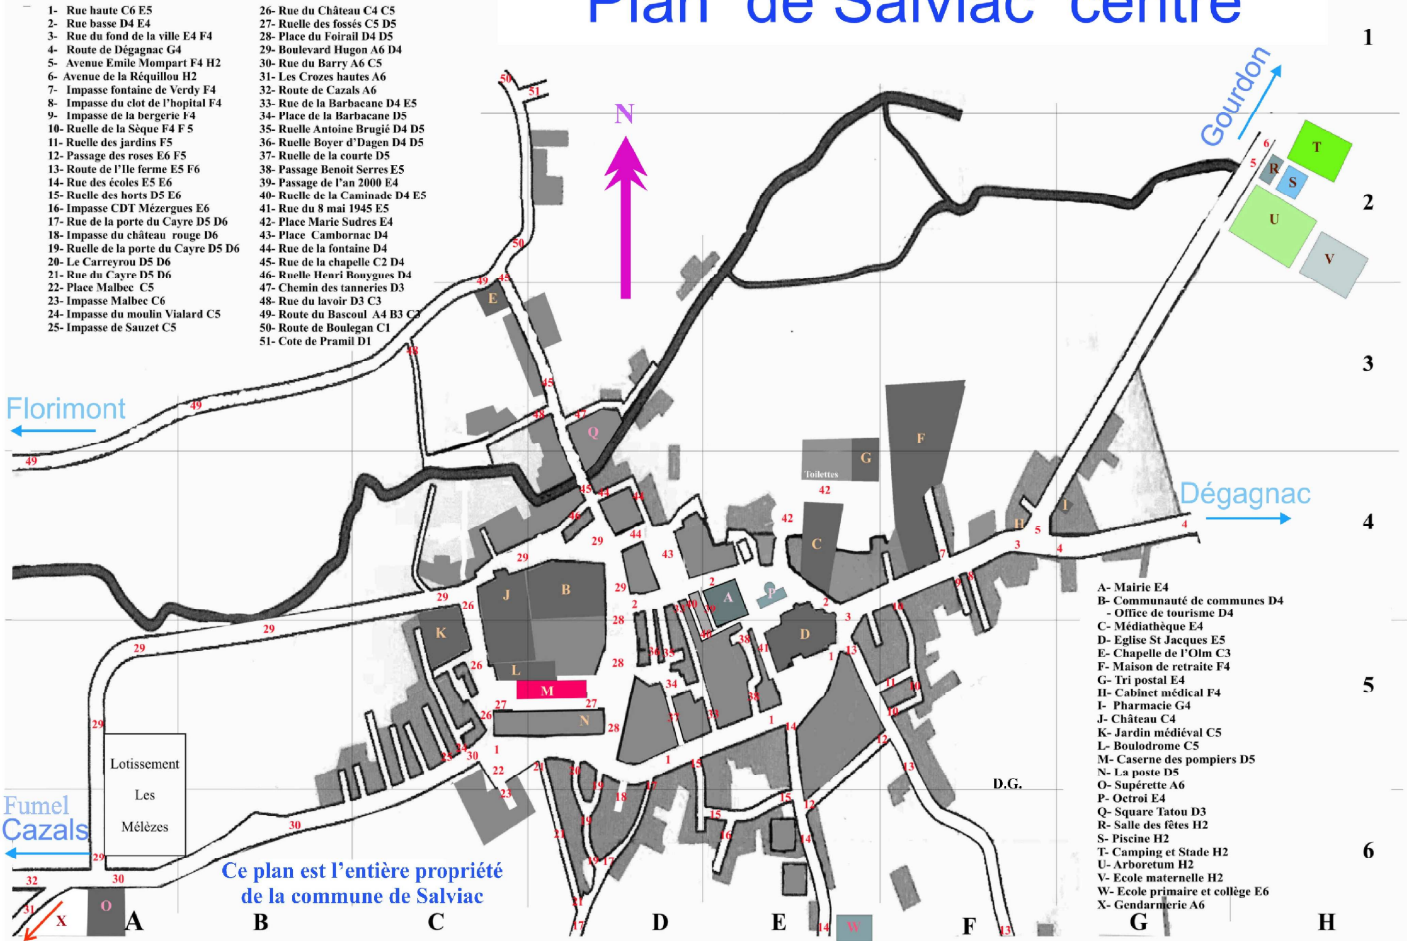 Plan de Salviac centre
1- Rue haute C6 E5
2- Rue basse D4 E4
3- Rue du fond de la ville E4 F4
4- Route de Dégagnac G4
5- Avenue Emile Mompart F4 H2
6- Avenue de la Réquillou H2
7- Impasse fontaine de Verdy F4
8- Impasse du clot de l'hopital F4
9- Impasse de la bergerie F4
10- Ruelle de la Sèque F4 F 5
11- Ruelle des jardins F5
12- Passage des roses E6 F5
13- Route de l'Ile ferme E5 F6
14- Rue des écoles E5 E6
15- Ruelle des horts D5 E6
16- Impasse CDT Mézergues E6
17- Rue de la porte du Cayre D5 D6
18- Impasse du château rouge D6
19- Ruelle de la porte du Cayre D5 D6
20- Le Carreyrou D5 D6
21- Rue du Cayre D5 D6
22- Place Malbec C5
23- Impasse Malbec C6
24- Impasse du moulin Vialard C5
25- Impasse de Sauzet C5
26- Rue du Château C4 C5
27- Ruelle des fossés C5 D5
28- Place du Foirail D4 D5
29- Boulevard Hugon A6 D4
30- Rue du Barry A6 C5
31- Les Crozes hautes A6
32- Route de Cazals A6
33- Rue de la Barbacane D4 E5
34- Place de la Barbacane D5
35- Ruelle Antoine Brugié D4 D5
36- Ruelle Boyer d'Dagen D4 D5
37- Ruelle de la courte D5
38- Passage Benoit Serres E5
39- Passage de l'an 2000 E4
40- Ruelle de la Caminade D4 E5
41- Rue du 8 mai 1945 E5
42- Place Marie Sudres E4
43- Place Cambornac D4
44- Rue de la fontaine D4
45- Rue de la chapelle C2 D4
46- Ruelle Henri Bouygues D4
47- Chemin des tanneries D3
48- Rue du lavoir D3 C3
49- Route du Bascoul A4 B3 C3
50- Route de Boulegan C1
51- Cote de Pramil D1
N
Gourdon
Florimont
Dégagnac
Fumel
Cazals
Toilettes
Lotissement
Les
Mélèzes
D.G.
Ce plan est l'entière propriété
de la commune de Salviac
A- Mairie E4
B- Communauté de communes D4
- Office de tourisme D4
C- Médiathèque E4
D- Eglise St Jacques E5
E- Chapelle de l'Olm C3
F- Maison de retraite F4
G- Tri postal E4
H- Cabinet médical F4
I- Pharmacie G4
J- Château C4
K- Jardin médiéval C5
L- Boulodrome C5
M- Caserne des pompiers D5
N- La poste D5
O- Supérette A6
P- Octroi E4
Q- Square Tatou D3
R- Salle des fêtes H2
S- Piscine H2
T- Camping et Stade H2
U- Arboretum H2
V- Ecole maternelle H2
W- Ecole primaire et collège E6
X- Gendarmerie A6
1
2
3
4
5
6
A B C D E F G H